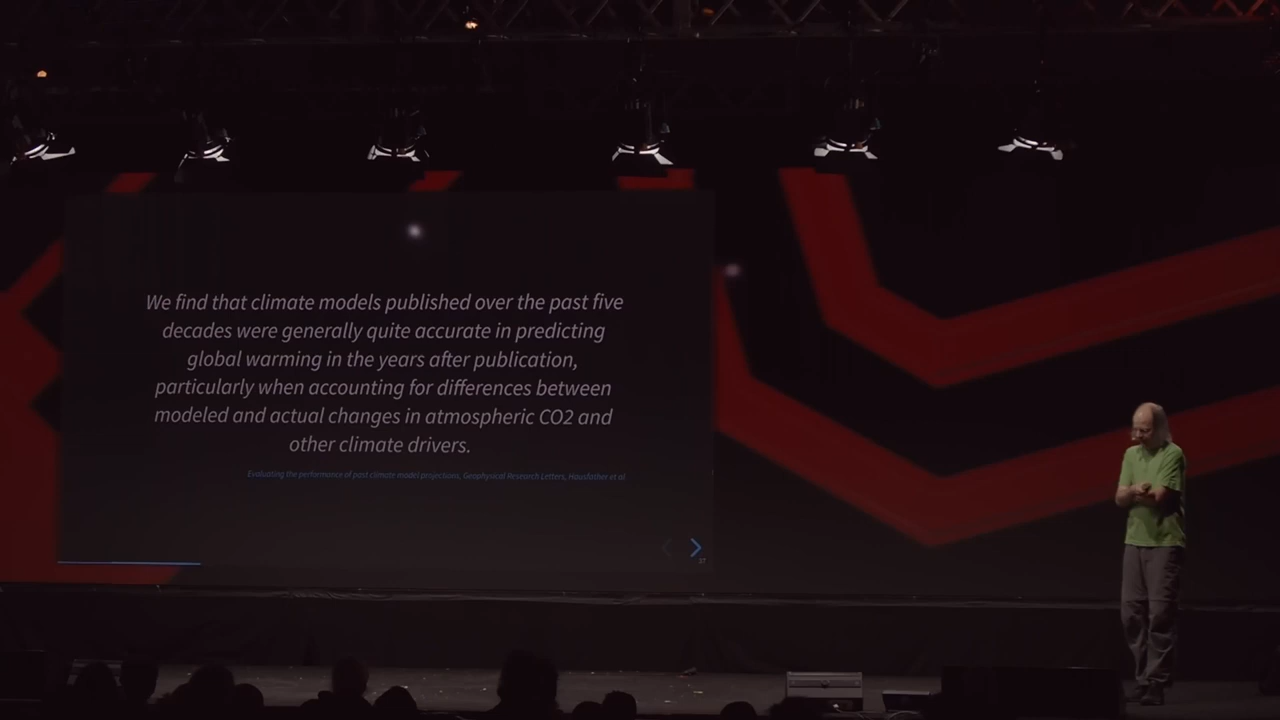 We find that climate models published over the past five
decades were generally quite accurate in predicting
global warming in the years after publication,
particularly when accounting for differences between
modeled and actual changes in atmospheric CO2 and
other climate drivers.
Evaluating the performance of past climate model projections, Geophysical Research Letters, Hausfather et al